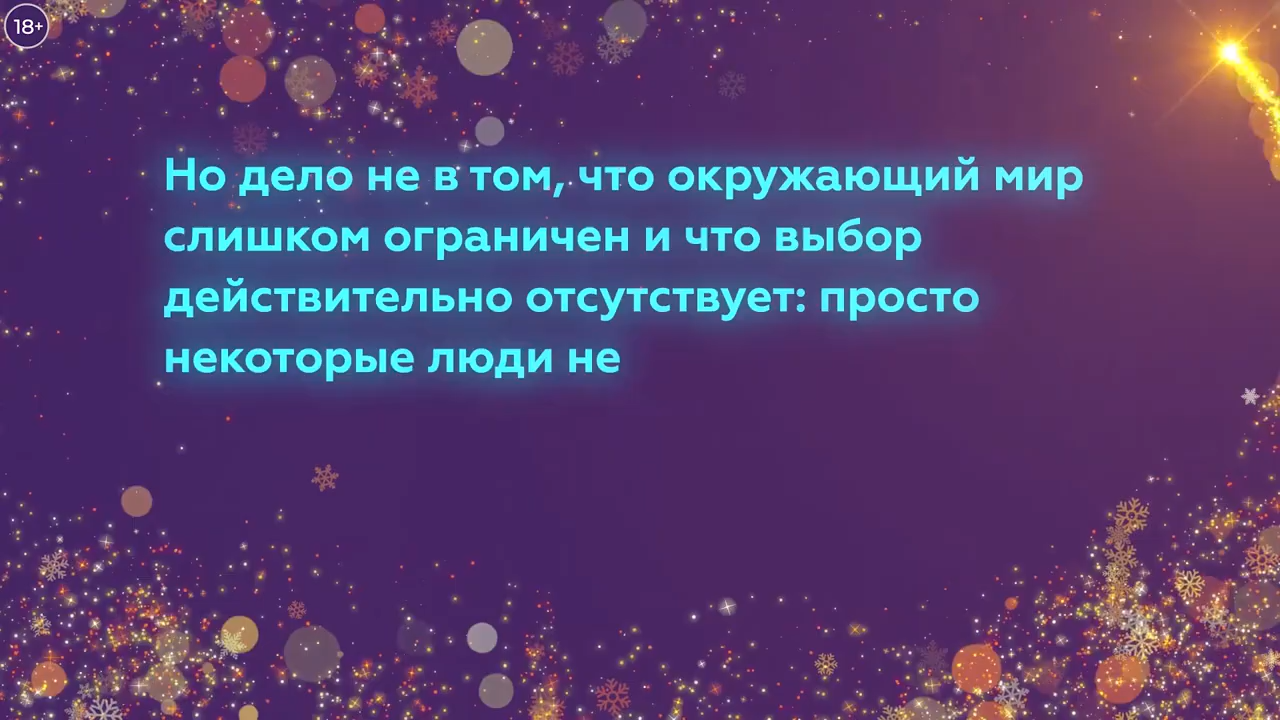 18+
Но дело не в том, что окружающий мир
слишком ограничен и что выбор
действительно отсутствует: просто
некоторые люди не